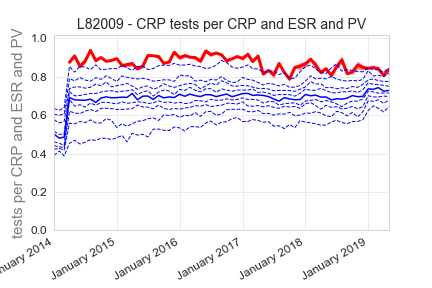 L82009 - CRP tests per CRP and ESR and PV
tests per CRP and ESR and PV
1.0
0.8
0.6
0.4
0.2
0.0
nuary 2014
January 2015
January 2016
January 2017
January 2018
January 2019